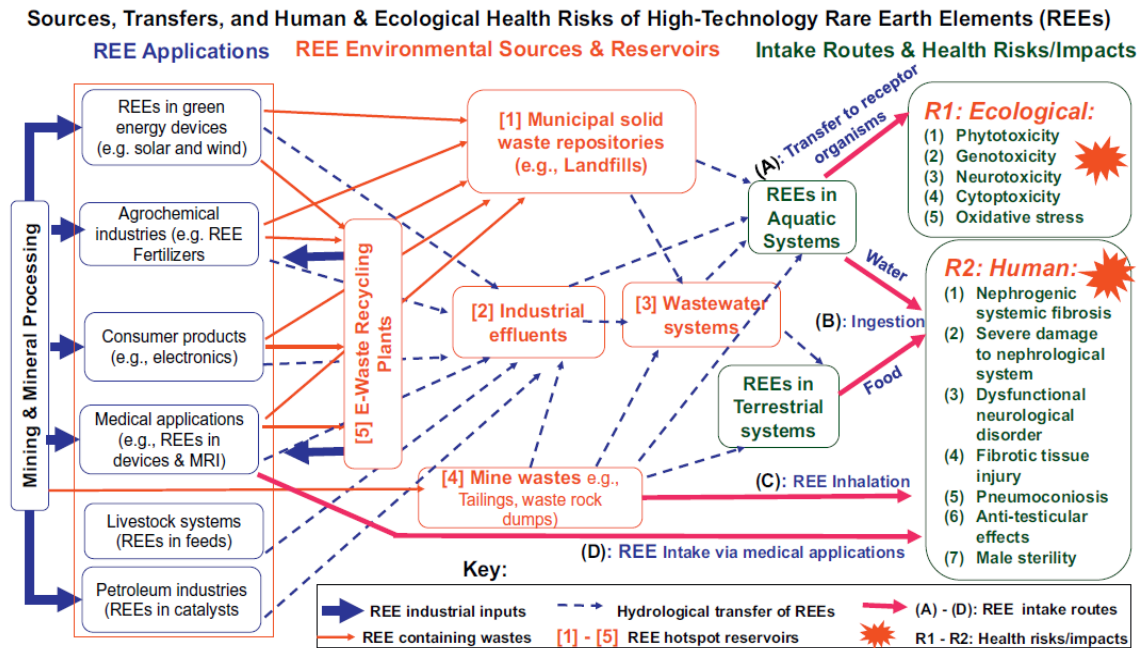 Sources, Transfers, and Human & Ecological Health Risks of High-Technology Rare Earth Elements (REEs)
REE Applications
REE Environmental Sources & Reservoirs
Intake Routes & Health Risks/Impacts
Mining & Mineral Processing
REEs in green
energy devices
(e.g. solar and wind)
Agrochemical
industries (e.g. REE
Fertilizers
Consumer products
(e.g., electronics)
Medical applications
(e.g., REEs in
devices & MRI)
Livestock systems
(REEs in feeds)
Petroleum industries
(REEs in catalysts
[5] E-Waste Recycling
Plants
[1] Municipal solid
waste repositories
(e.g., Landfills)
[2] Industrial
effluents
[3] Wastewater
systems
[4] Mine wastes e.g.,
Tailings, waste rock
dumps)
(A): Transfer to receptor
organisms
REEs in
Aquatic
Systems
REEs in
Terrestrial
systems
Water
(B): Ingestion
Food
(C): REE Inhalation
(D): REE Intake via medical applications
R1: Ecological:
(1) Phytotoxicity
(2) Genotoxicity
(3) Neurotoxicity
(4) Cytoptoxicity
(5) Oxidative stress
R2: Human:
(1) Nephrogenic
systemic fibrosis
(2) Severe damage
to nephrological
system
(3) Dysfunctional
neurological
disorder
(4) Fibrotic tissue
injury
(5) Pneumoconiosis
(6) Anti-testicular
effects
(7) Male sterility
Key:
REE industrial inputs
Hydrological transfer of REEs
(A) - (D): REE intake routes
REE containing wastes
[1] - [5] REE hotspot reservoirs
R1 - R2: Health risks/impacts